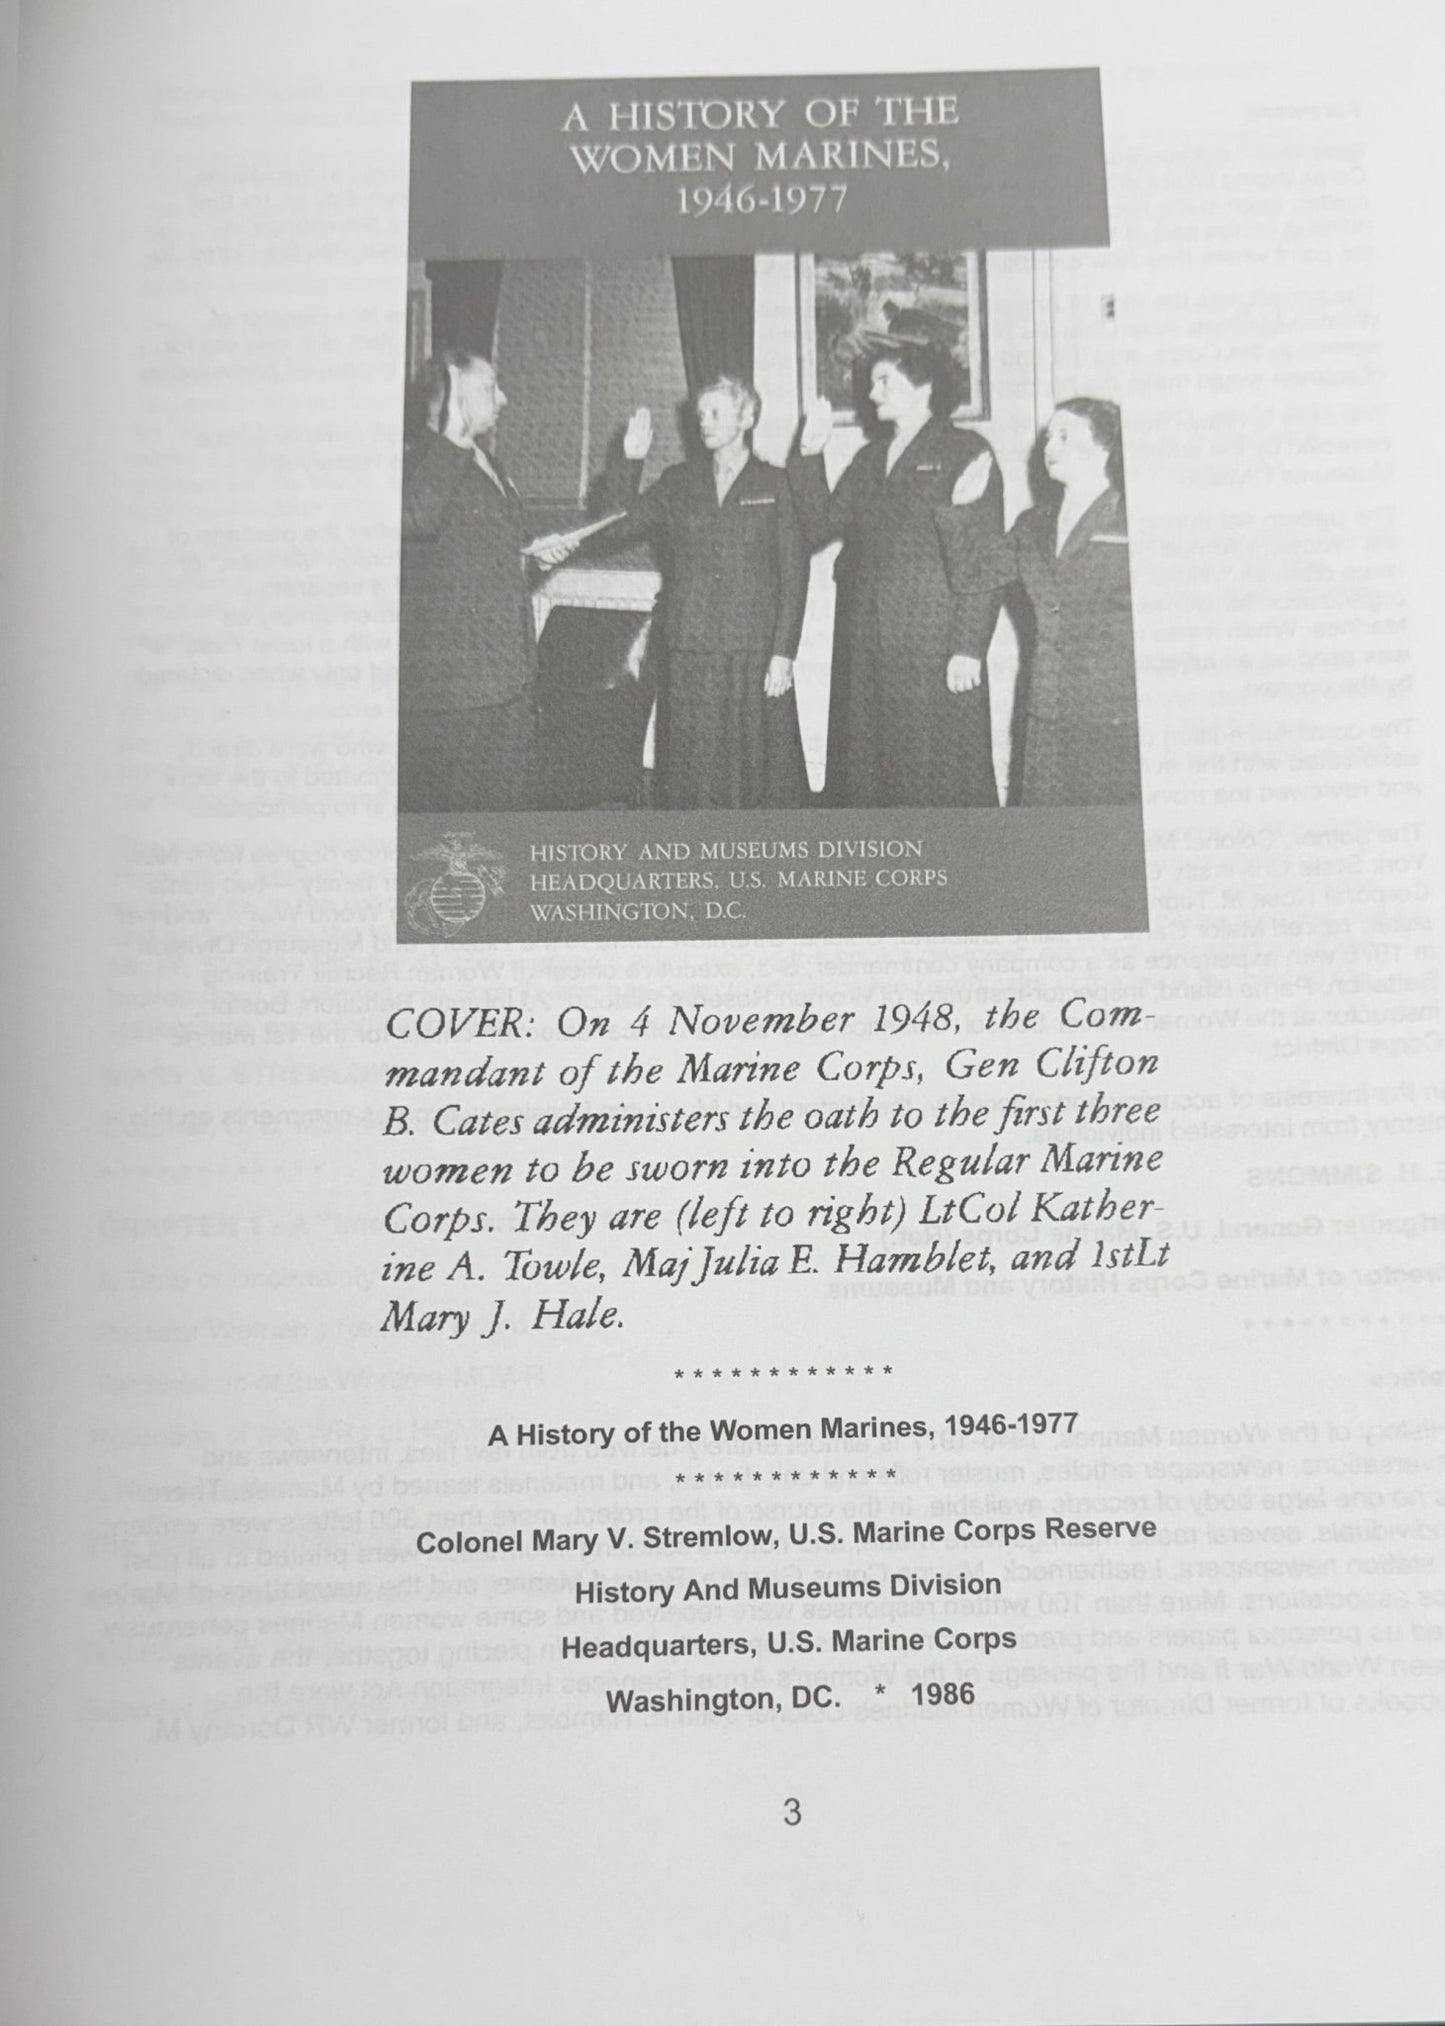 A HISTORY OF THE
WOMEN MARINES,
1946-1977
HISTORY AND MUSEUMS DIVISION
HEADQUARTERS, U.S. MARINE CORPS
WASHINGTON, D.C.
COVER: On 4 November 1948, the Com-
mandant of the Marine Corps, Gen Clifton
B. Cates administers the oath to the first three
women to be sworn into the Regular Marine
Corps. They are (left to right) LtCol Kather-
ine A. Towle, Maj Julia E. Hamblet, and 1stLt
Mary J. Hale.
* * * * * * * * * * * *
A History of the Women Marines, 1946-1977
* * * * * * * * * * * *
Colonel Mary V. Stremlow, U.S. Marine Corps Reserve
History And Museums Division
Headquarters, U.S. Marine Corps
Washington, DC. * 1986
3